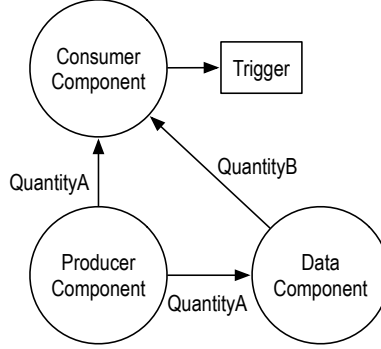 Consumer
Component
Trigger
QuantityA
QuantityB
Producer
Component
QuantityA
Data
Component